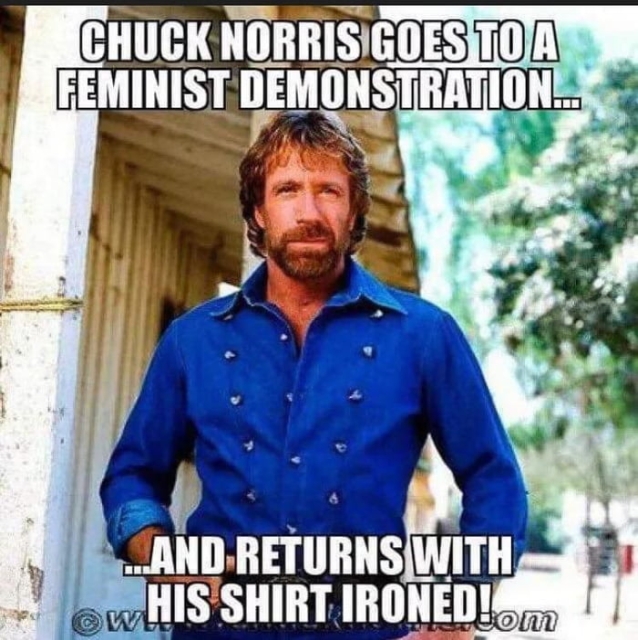 CHUCK NORRIS GOES TO A
FEMINIST DEMONSTRATION...
...AND RETURNS WITH
HIS SHIRT IRONED!